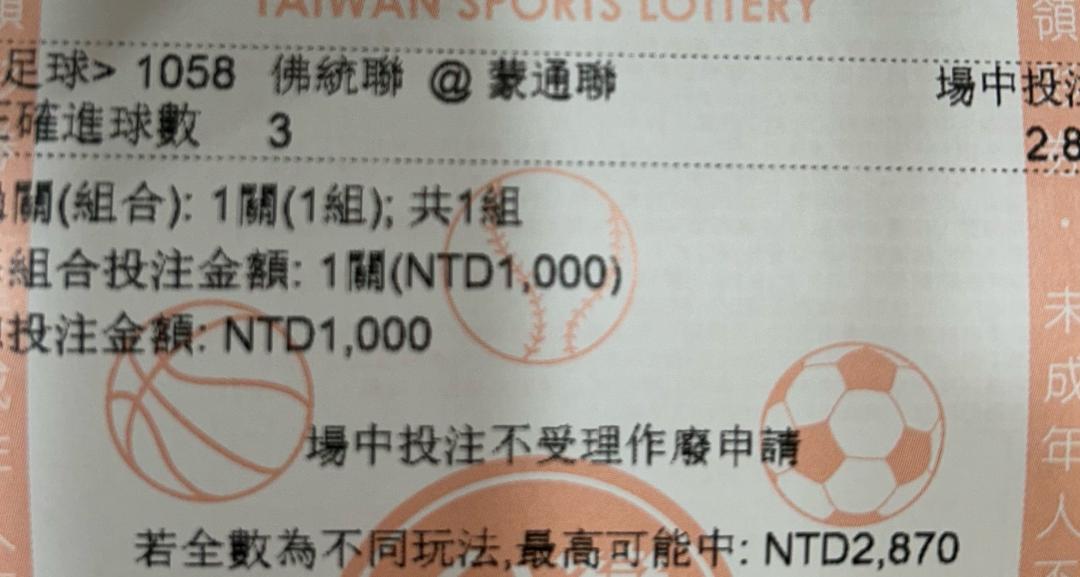 TAIWAN SPORTS LOTTERY
足球> 1058 佛統聯 @ 蒙通聯
場中投注
正確進球數 3
2.8
關(組合): 1關(1組); 共1組
組合投注金額: 1關(NTD1,000)
投注金額: NTD1,000
場中投注不受理作廢申請
若全數為不同玩法,最高可能中: NTD2,870
領
未成年人不